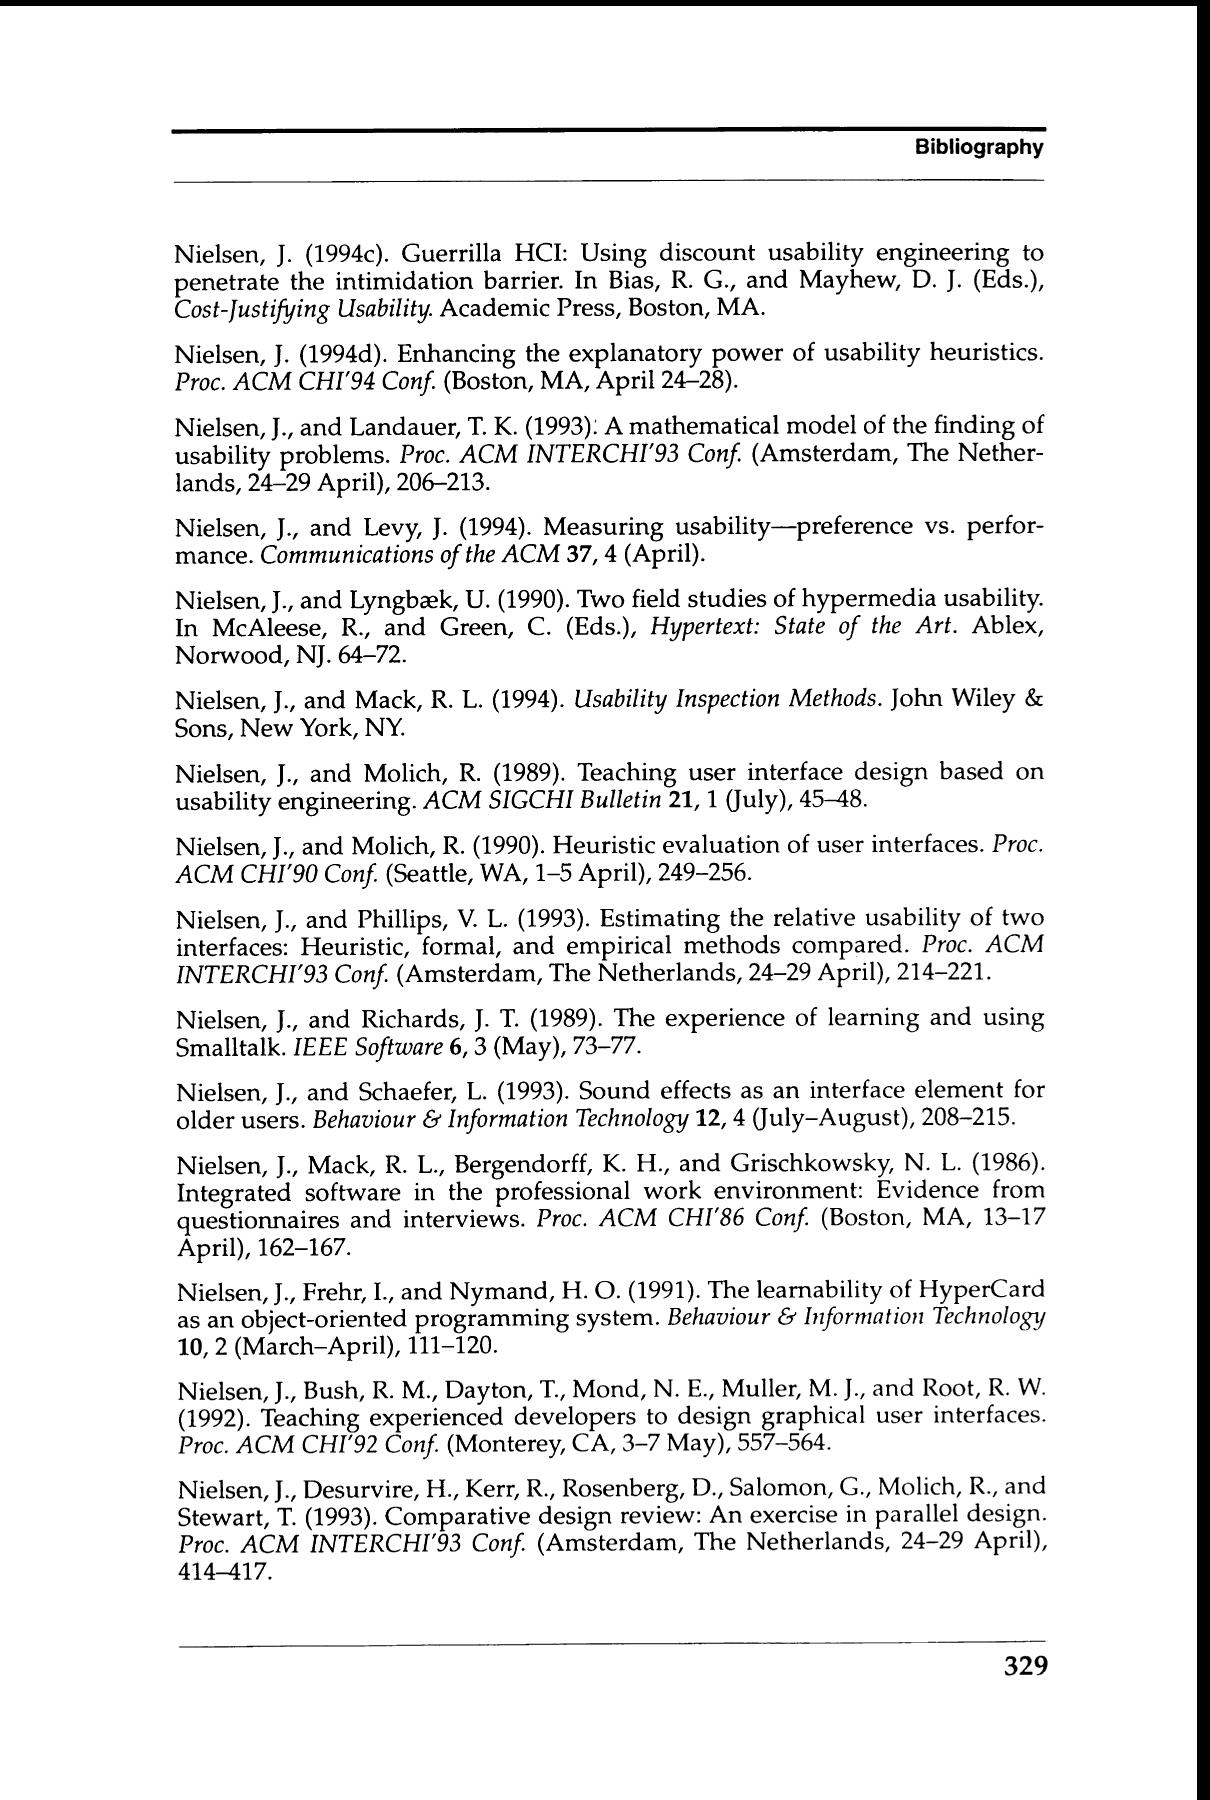 Bibliography
Nielsen, J. (1994c). Guerrilla HCI: Using discount usability engineering to
penetrate the intimidation barrier. In Bias, R. G., and Mayhew, D. J. (Eds.),
Cost-Justifying Usability. Academic Press, Boston, MA.
Nielsen, J. (1994d). Enhancing the explanatory power of usability heuristics.
Proc. ACM CHI'94 Conf. (Boston, MA, April 24–28).
Nielsen, J., and Landauer, T. K. (1993). A mathematical model of the finding of
usability problems. Proc. ACM INTERCHI'93 Conf. (Amsterdam, The Nether-
lands, 24–29 April), 206–213.
Nielsen, J., and Levy, J. (1994). Measuring usability—preference vs. perfor-
mance. Communications of the ACM 37, 4 (April).
Nielsen, J., and Lyngbæk, U. (1990). Two field studies of hypermedia usability.
In McAleese, R., and Green, C. (Eds.), Hypertext: State of the Art. Ablex,
Norwood, NJ. 64–72.
Nielsen, J., and Mack, R. L. (1994). Usability Inspection Methods. John Wiley &
Sons, New York, NY.
Nielsen, J., and Molich, R. (1989). Teaching user interface design based on
usability engineering. ACM SIGCHI Bulletin 21, 1 (July), 45–48.
Nielsen, J., and Molich, R. (1990). Heuristic evaluation of user interfaces. Proc.
ACM CHI'90 Conf. (Seattle, WA, 1–5 April), 249–256.
Nielsen, J., and Phillips, V. L. (1993). Estimating the relative usability of two
interfaces: Heuristic, formal, and empirical methods compared. Proc. ACM
INTERCHI'93 Conf. (Amsterdam, The Netherlands, 24–29 April), 214–221.
Nielsen, J., and Richards, J. T. (1989). The experience of learning and using
Smalltalk. IEEE Software 6, 3 (May), 73–77.
Nielsen, J., and Schaefer, L. (1993). Sound effects as an interface element for
older users. Behaviour & Information Technology 12, 4 (July–August), 208–215.
Nielsen, J., Mack, R. L., Bergendorff, K. H., and Grischkowsky, N. L. (1986).
Integrated software in the professional work environment: Evidence from
questionnaires and interviews. Proc. ACM CHI'86 Conf. (Boston, MA, 13–17
April), 162–167.
Nielsen, J., Frehr, I., and Nymand, H. O. (1991). The learnability of HyperCard
as an object-oriented programming system. Behaviour & Information Technology
10, 2 (March–April), 111–120.
Nielsen, J., Bush, R. M., Dayton, T., Mond, N. E., Muller, M. J., and Root, R. W.
(1992). Teaching experienced developers to design graphical user interfaces.
Proc. ACM CHI'92 Conf. (Monterey, CA, 3–7 May), 557–564.
Nielsen, J., Desurvire, H., Kerr, R., Rosenberg, D., Salomon, G., Molich, R., and
Stewart, T. (1993). Comparative design review: An exercise in parallel design.
Proc. ACM INTERCHI'93 Conf. (Amsterdam, The Netherlands, 24–29 April),
414–417.
329